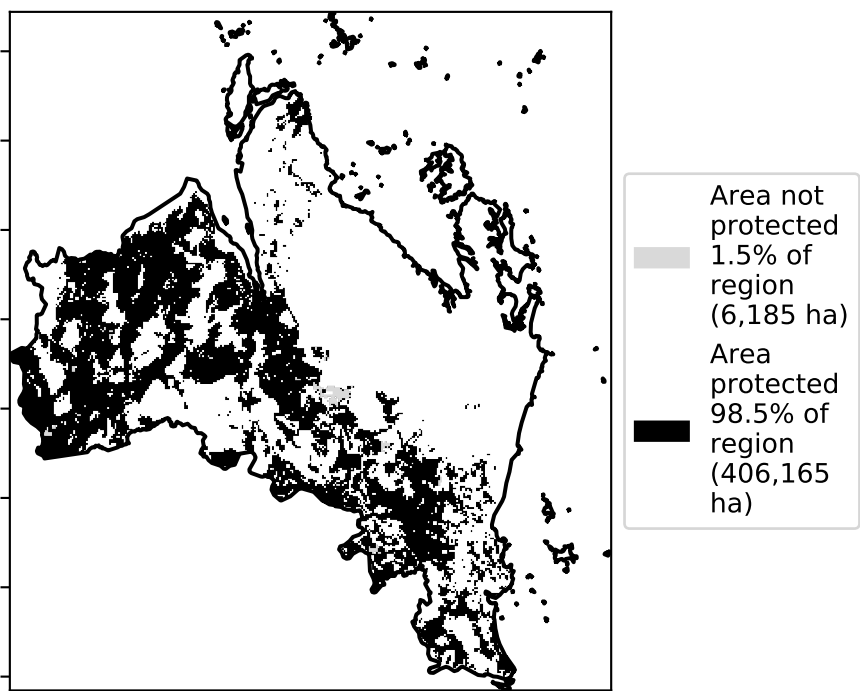 Area not
protected
1.5% of
region
(6,185 ha)
Area
protected
98.5% of
region
(406,165
ha)